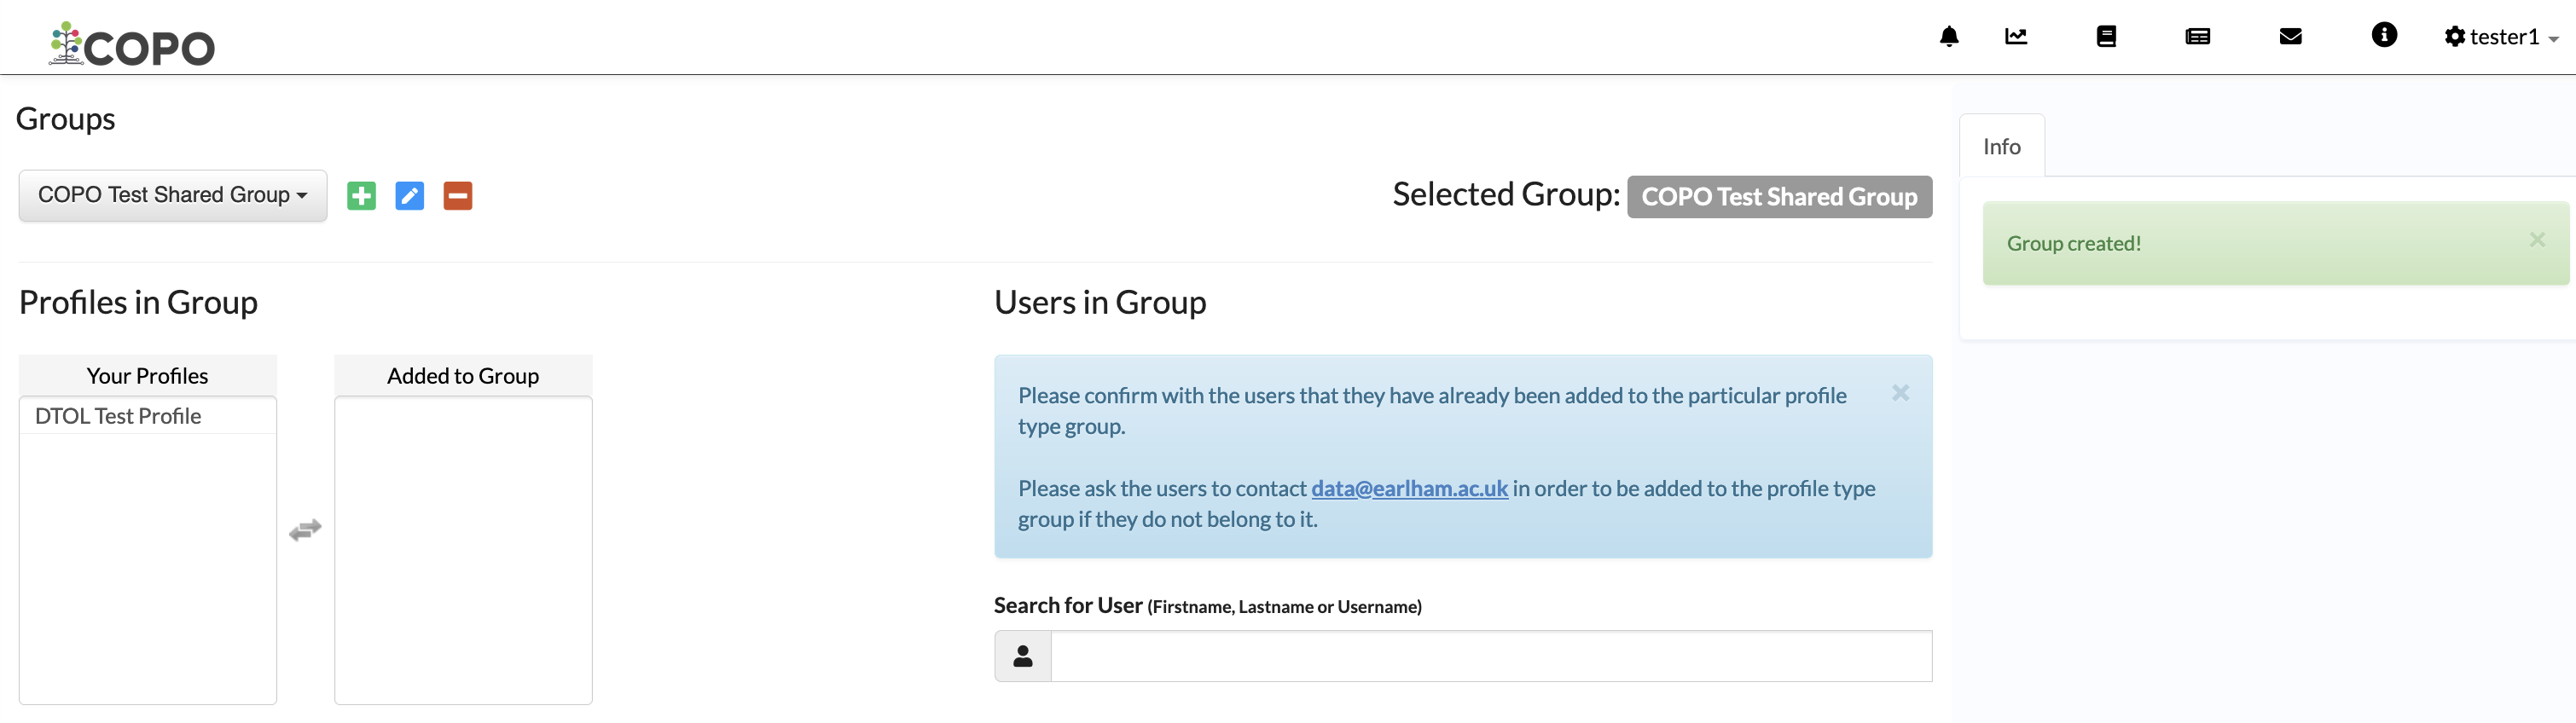 COPO
tester1
Groups
COPO Test Shared Group
Selected Group: COPO Test Shared Group
Info
Group created!
Profiles in Group
Your Profiles
Added to Group
DTOL Test Profile
Users in Group
Please confirm with the users that they have already been added to the particular profile
type group.
Please ask the users to contact data@earlham.ac.uk in order to be added to the profile type
group if they do not belong to it.
Search for User (Firstname, Lastname or Username)